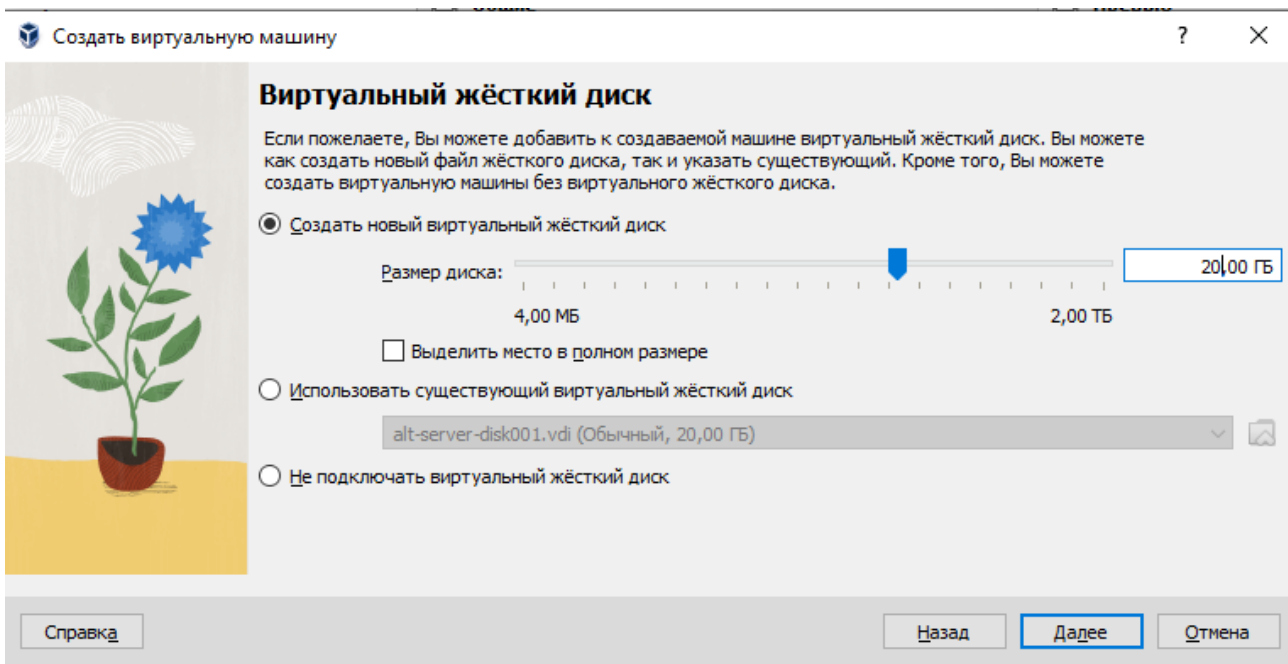 Создать виртуальную машину
?
Виртуальный жёсткий диск
Если пожелаете, Вы можете добавить к создаваемой машине виртуальный жёсткий диск. Вы можете
как создать новый файл жёсткого диска, так и указать существующий. Кроме того, Вы можете
создать виртуальную машины без виртуального жёсткого диска.
Создать новый виртуальный жёсткий диск
Размер диска:
20,00 ГБ
4,00 МБ
2,00 ТБ
Выделить место в полном размере
Использовать существующий виртуальный жёсткий диск
alt-server-disk001.vdi (Обычный, 20,00 ГБ)
Не подключать виртуальный жёсткий диск
Справка
Назад
Далее
Отмена